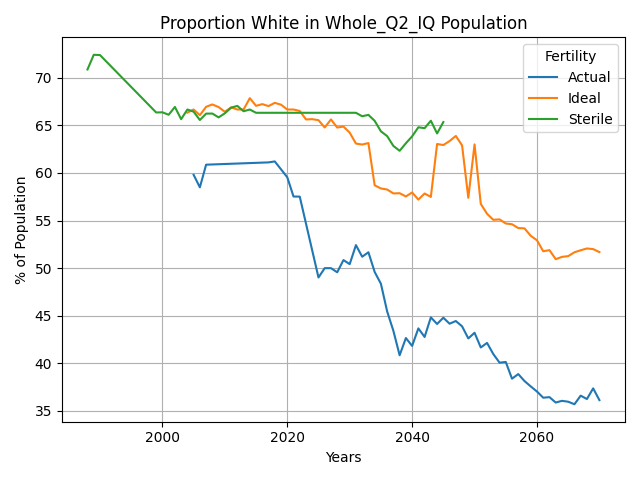 Proportion White in Whole_Q2_IQ Population
% of Population
70
65
60
55
50
45
40
35
2000
2020
2040
2060
Years
Fertility
Actual
Ideal
Sterile